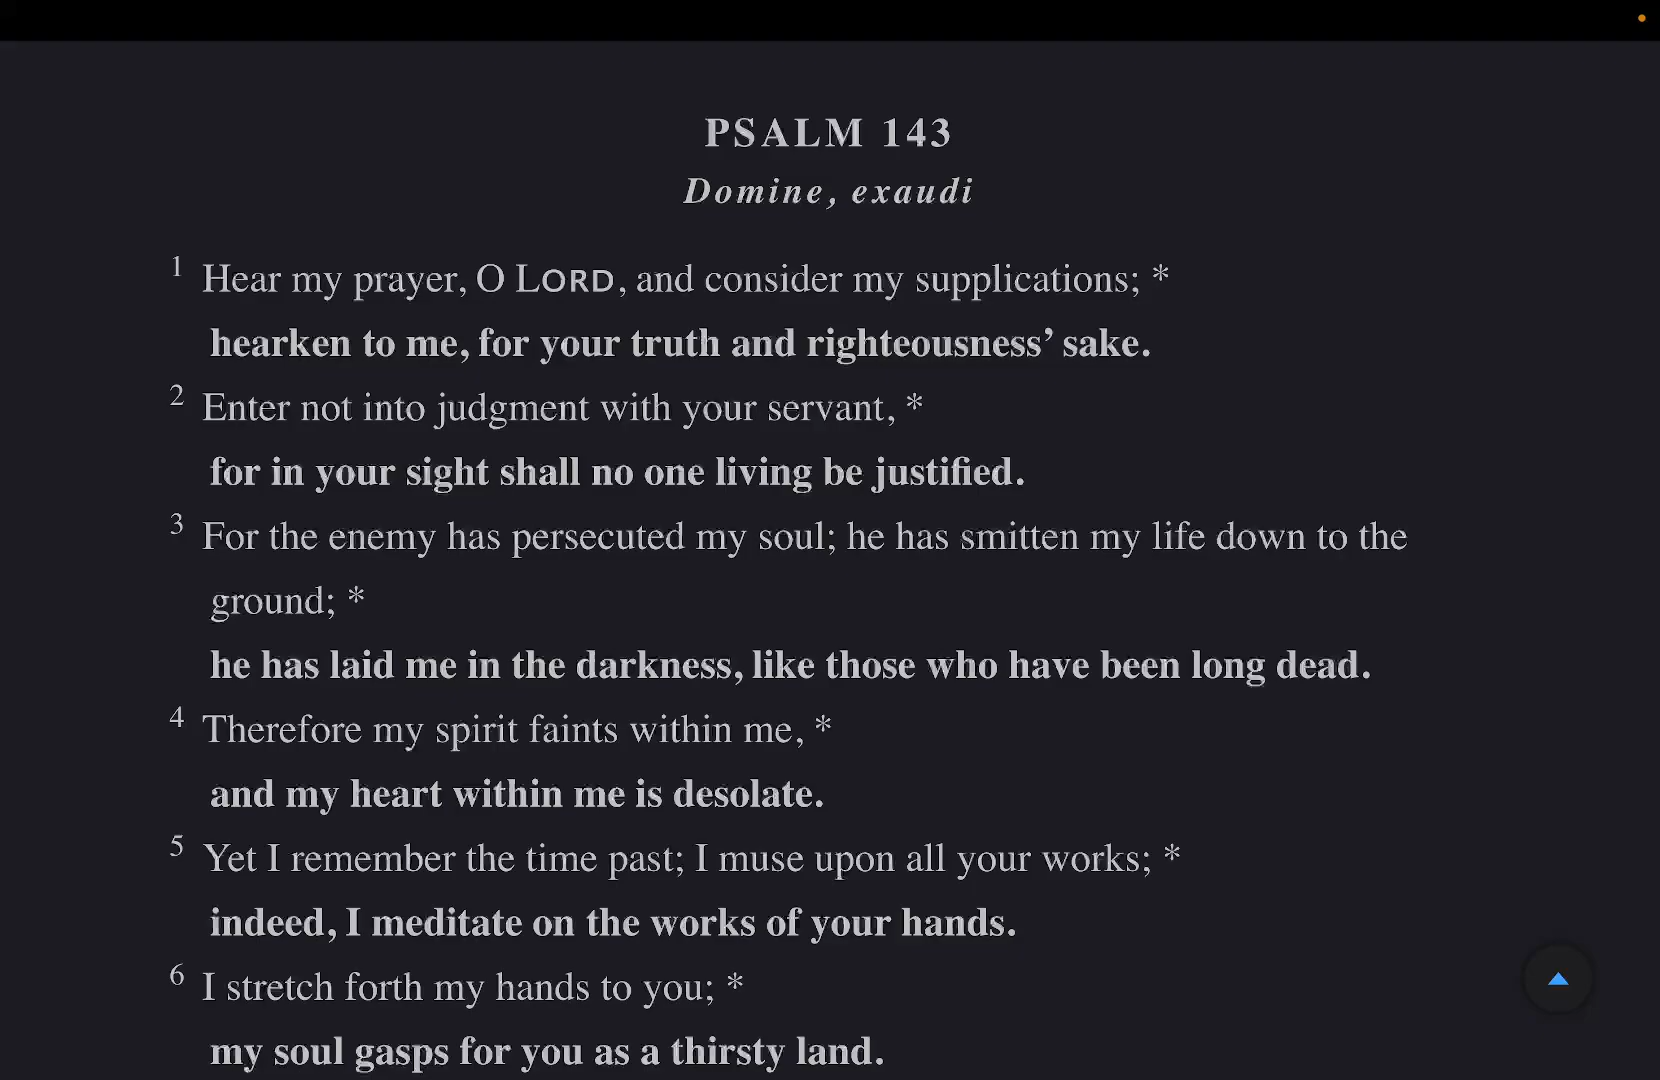 PSALM 143
Domine, exaudi
1 Hear my prayer, O LORD, and consider my supplications; *
hearken to me, for your truth and righteousness’ sake.
2 Enter not into judgment with your servant, *
for in your sight shall no one living be justified.
3 For the enemy has persecuted my soul; he has smitten my life down to the
ground; *
he has laid me in the darkness, like those who have been long dead.
4 Therefore my spirit faints within me, *
and my heart within me is desolate.
5 Yet I remember the time past; I muse upon all your works; *
indeed, I meditate on the works of your hands.
6 I stretch forth my hands to you; *
my soul gasps for you as a thirsty land.